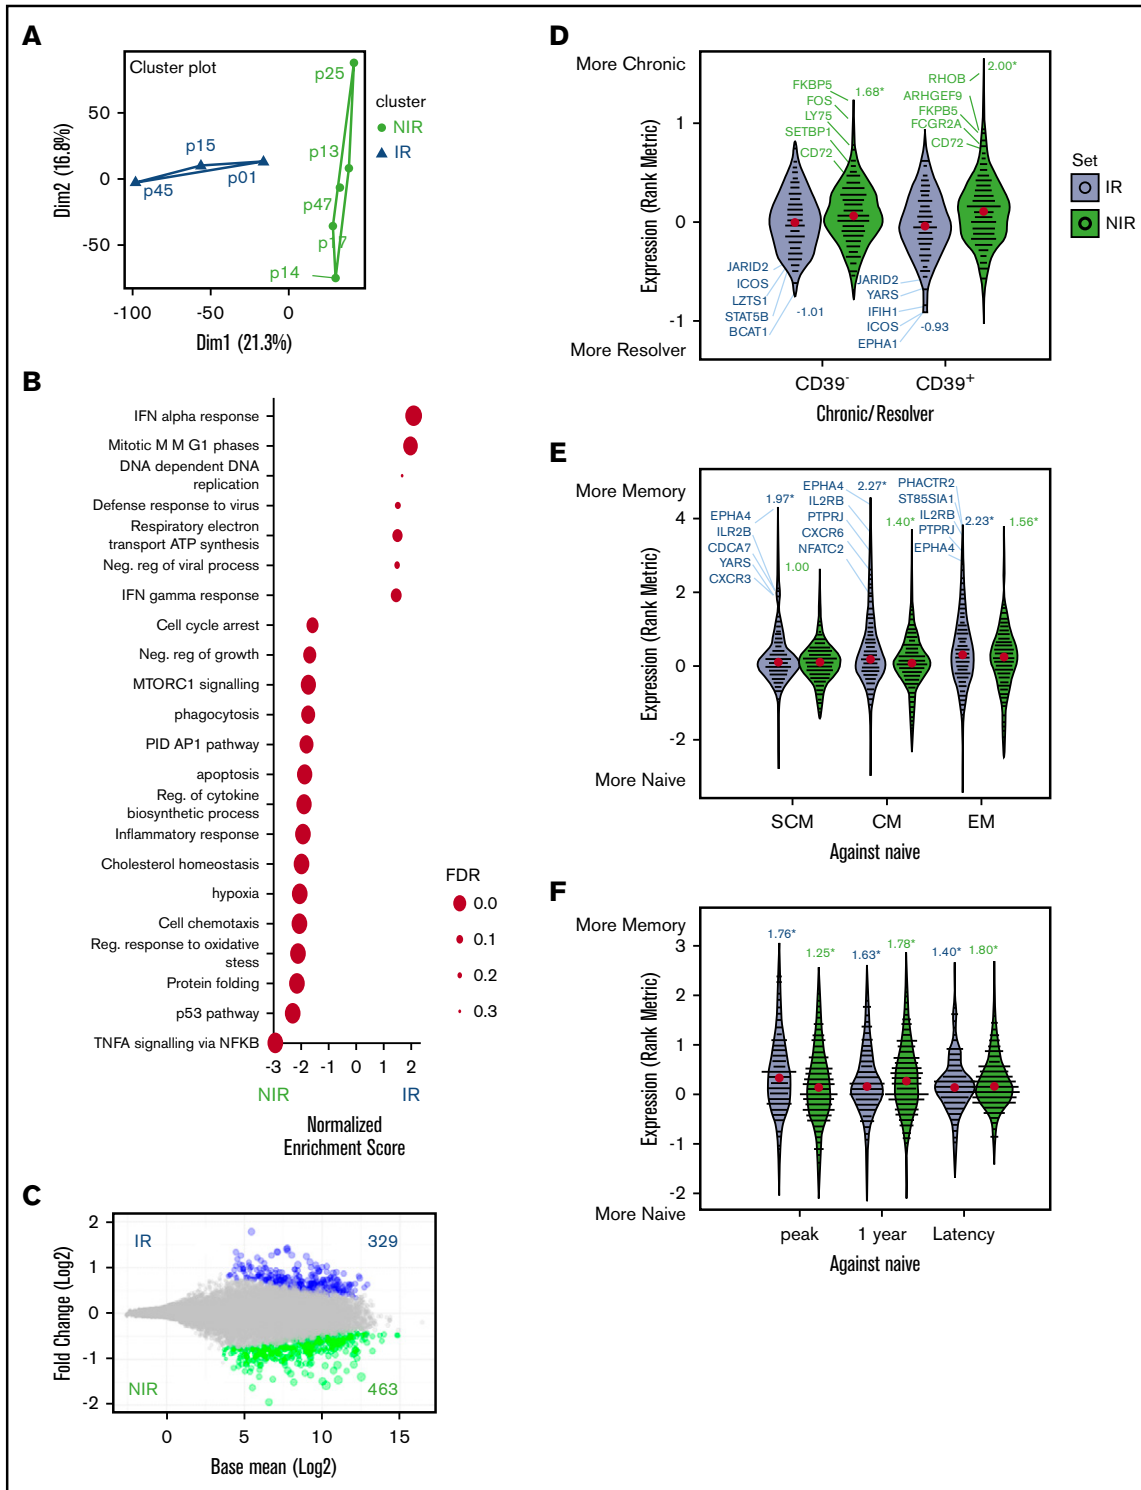 A
Cluster plot
p25
p15
p13
p45
p01
p47
p17
p14
50
0
-50
-100
-50
0
Dim2 (16.8%)
Dim1 (21.3%)
cluster
NIR
IR
B
IFN alpha response
Mitotic M M G1 phases
DNA dependent DNA
replication
Defense response to virus
Respiratory electron
transport ATP synthesis
Neg. reg of viral process
IFN gamma response
Cell cycle arrest
Neg. reg of growth
MTORC1 signalling
phagocytosis
PID AP1 pathway
apoptosis
Reg. of cytokine
biosynthetic process
Inflammatory response
Cholesterol homeostasis
hypoxia
Cell chemotaxis
Reg. response to oxidative
stess
Protein folding
p53 pathway
TNFA signalling via NFKB
-3 -2 -1 0 1 2
NIR
IR
Normalized
Enrichment Score
FDR
0.0
0.1
0.2
0.3
C
IR
329
NIR
463
2
1
0
-1
-2
0 5 10 15
Fold Change (Log2)
Base mean (Log2)
D
More Chronic
1
0
-1
More Resolver
Expression (Rank Metric)
FKBP5
FOS
LY75
SETBP1
CD72
1.68*
RHOB
ARHGEF9
FKPB5
FCGR2A
CD72
2.00*
JARID2
ICOS
LZTS1
STAT5B
BCAT1
-1.01
JARID2
YARS
IFIH1
ICOS
EPHA1
-0.93
CD39-
CD39+
Chronic/Resolver
Set
IR
NIR
E
More Memory
4
2
0
-2
More Naive
Expression (Rank Metric)
1.97*
EPHA4
ILR2B
CDCA7
YARS
CXCR3
1.00
EPHA4
IL2RB
PTPRJ
CXCR6
NFATC2
2.27*
1.40*
PHACTR2
ST85SIA1
IL2RB
PTPRJ
EPHA4
2.23*
1.56*
SCM
CM
EM
Against naive
F
More Memory
3
2
1
0
-1
-2
More Naive
Expression (Rank Metric)
1.76*
1.25*
1.63*
1.78*
1.40*
1.80*
peak
1 year
Latency
Against naive